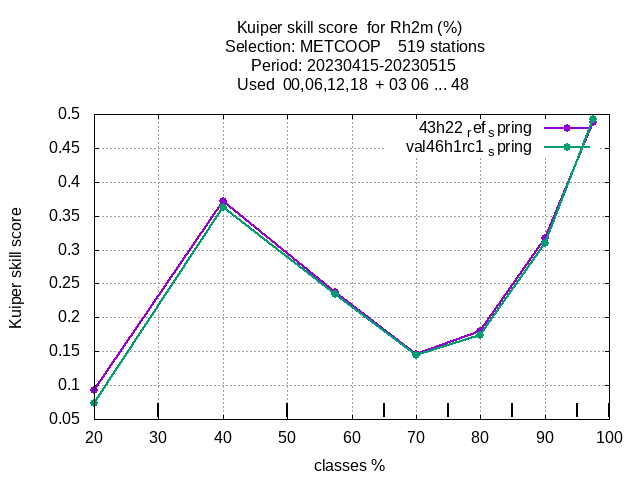 Kuiper skill score for Rh2m (%)
Selection: METCOOP 519 stations
Period: 20230415-20230515
Used 00,06,12,18 + 03 06 ... 48
43h22 ref spring
val46h1rc1 spring
0.5
0.45
0.4
0.35
0.3
0.25
0.2
0.15
0.1
0.05
Kuiper skill score
20 30 40 50 60 70 80 90 100
classes %